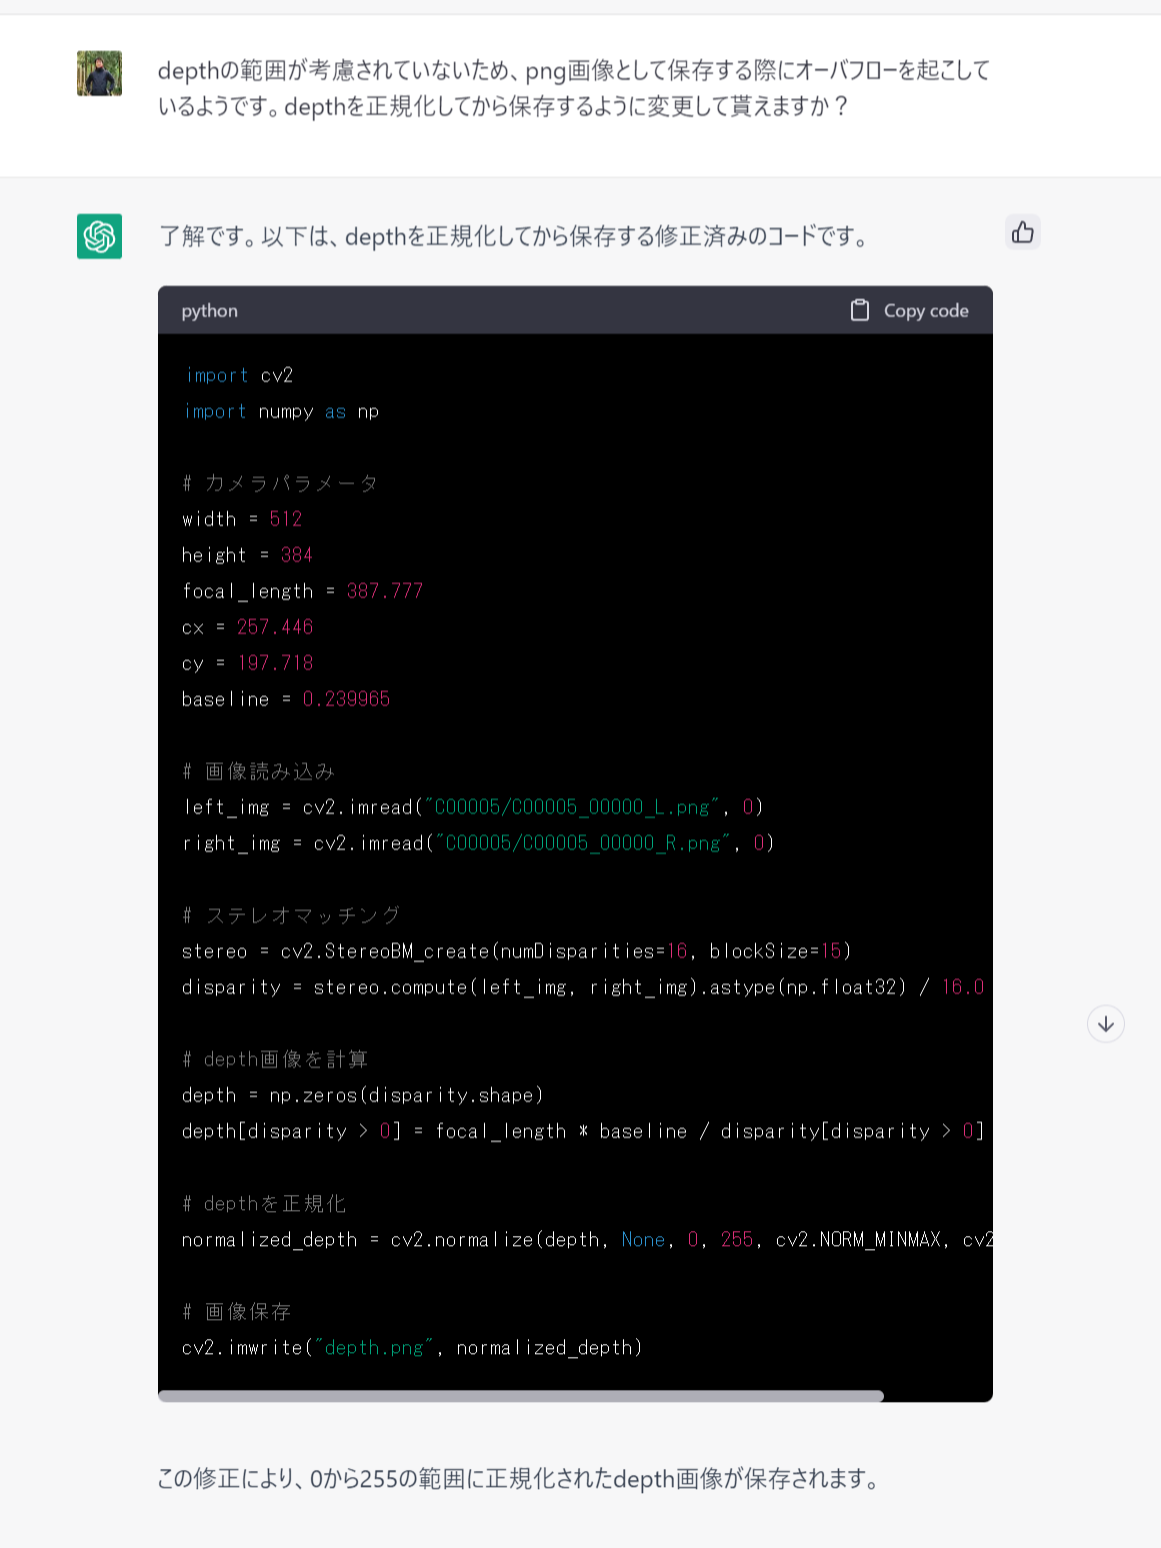 depthの範囲が考慮されていないため、png画像として保存する際にオーバフローを起こして
いるようです。depthを正規化してから保存するように変更して貰えますか？
了解です。以下は、depthを正規化してから保存する修正済みのコードです。
python
Copy code
import cv2
import numpy as np
# カメラパラメータ
width = 512
height = 384
focal_length = 387.777
cx = 257.446
cy = 197.718
baseline = 0.239965
# 画像読み込み
left_img = cv2.imread("C00005/C00005_00000_L.png", 0)
right_img = cv2.imread("C00005/C00005_00000_R.png", 0)
# ステレオマッチング
stereo = cv2.StereoBM_create(numDisparities=16, blockSize=15)
disparity = stereo.compute(left_img, right_img).astype(np.float32) / 16.0
# depth画像を計算
depth = np.zeros(disparity.shape)
depth[disparity > 0] = focal_length * baseline / disparity[disparity > 0]
# depthを正規化
normalized_depth = cv2.normalize(depth, None, 0, 255, cv2.NORM_MINMAX, cv2
# 画像保存
cv2.imwrite("depth.png", normalized_depth)
この修正により、0から255の範囲に正規化されたdepth画像が保存されます。